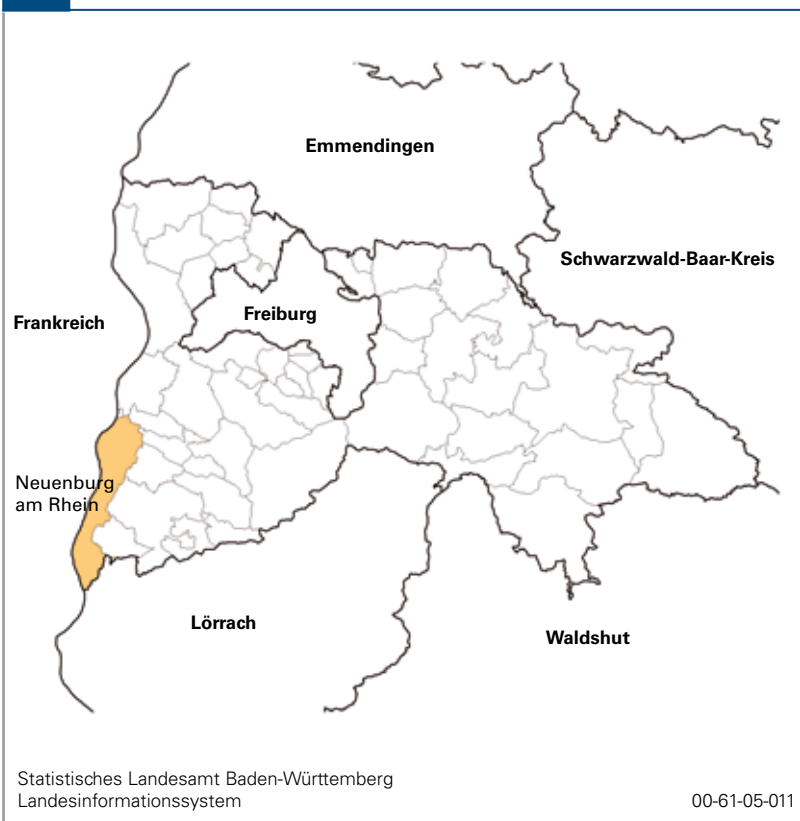 Emmendingen
Schwarzwald-Baar-Kreis
Freiburg
Frankreich
Neuenburg
am Rhein
Lörrach
Waldshut
Statistisches Landesamt Baden-Württemberg
Landesinformationssystem
00-61-05-011